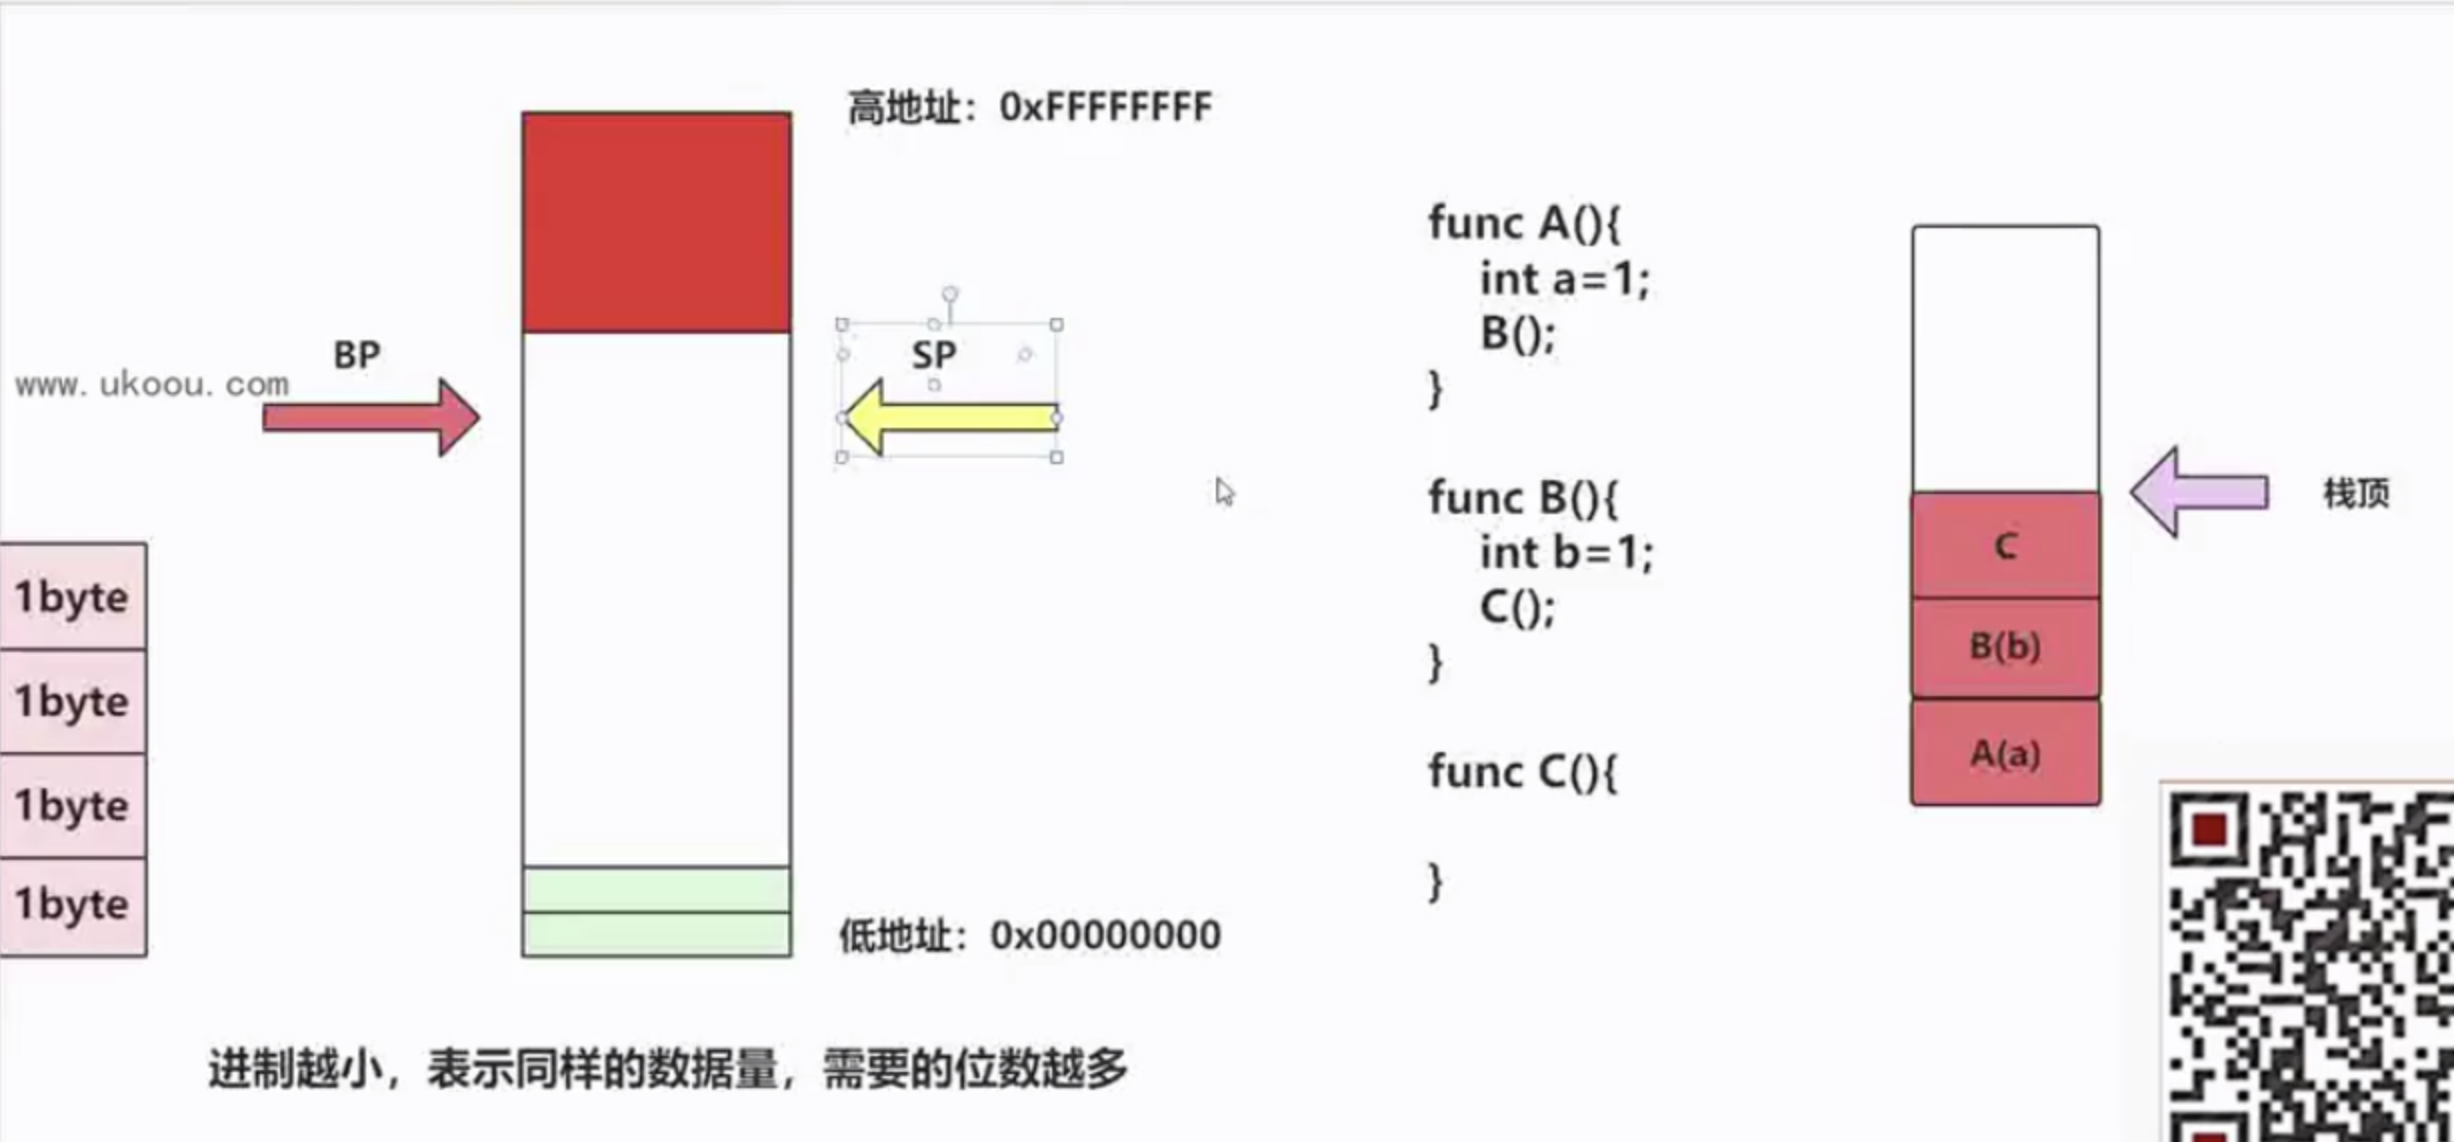 高地址：0xFFFFFFFF
BP
SP
www.ukoou.com
1byte
1byte
1byte
1byte
低地址：0x00000000
进制越小，表示同样的数据量，需要的位数越多
func A(){
int a=1;
B();
}
func B(){
int b=1;
C();
}
func C(){
}
栈顶
C
B(b)
A(a)